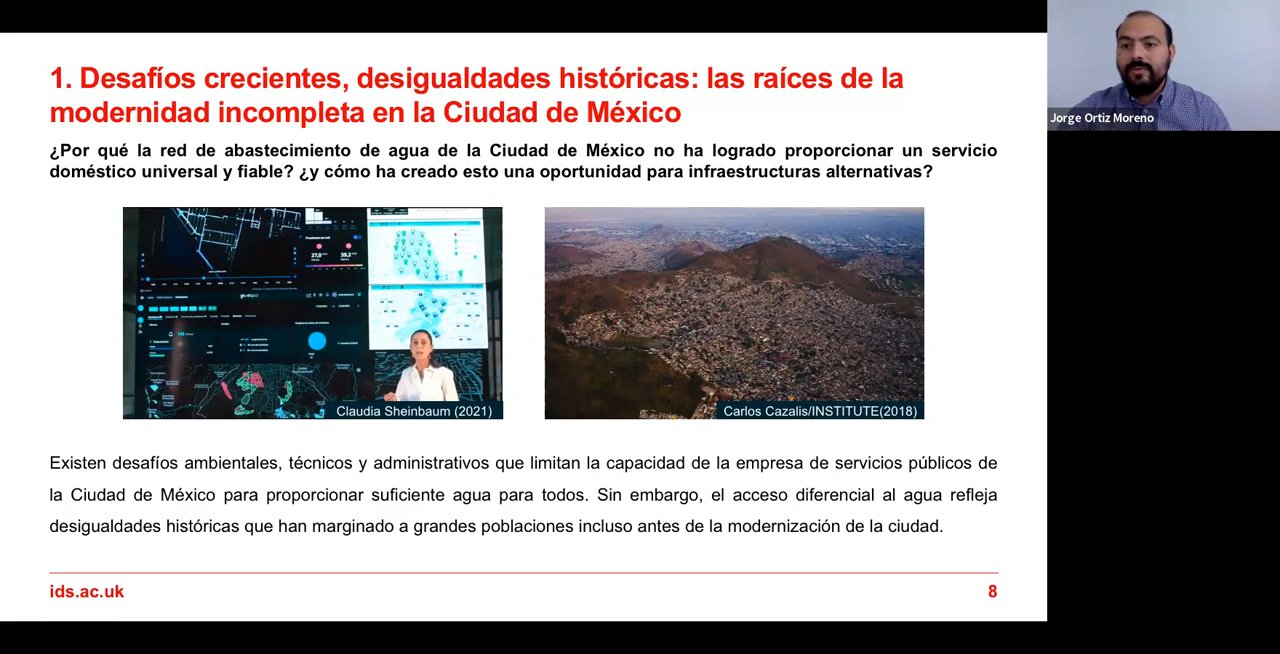 1. Desafíos crecientes, desigualdades históricas: las raíces de la
modernidad incompleta en la Ciudad de México
¿Por qué la red de abastecimiento de agua de la Ciudad de México no ha logrado proporcionar un servicio
doméstico universal y fiable? ¿y cómo ha creado esto una oportunidad para infraestructuras alternativas?
Claudia Sheinbaum (2021)
Carlos Cazalis/INSTITUTE(2018)
Existen desafíos ambientales, técnicos y administrativos que limitan la capacidad de la empresa de servicios públicos de
la Ciudad de México para proporcionar suficiente agua para todos. Sin embargo, el acceso diferencial al agua refleja
desigualdades históricas que han marginado a grandes poblaciones incluso antes de la modernización de la ciudad.
ids.ac.uk
8
Jorge Ortiz Moreno